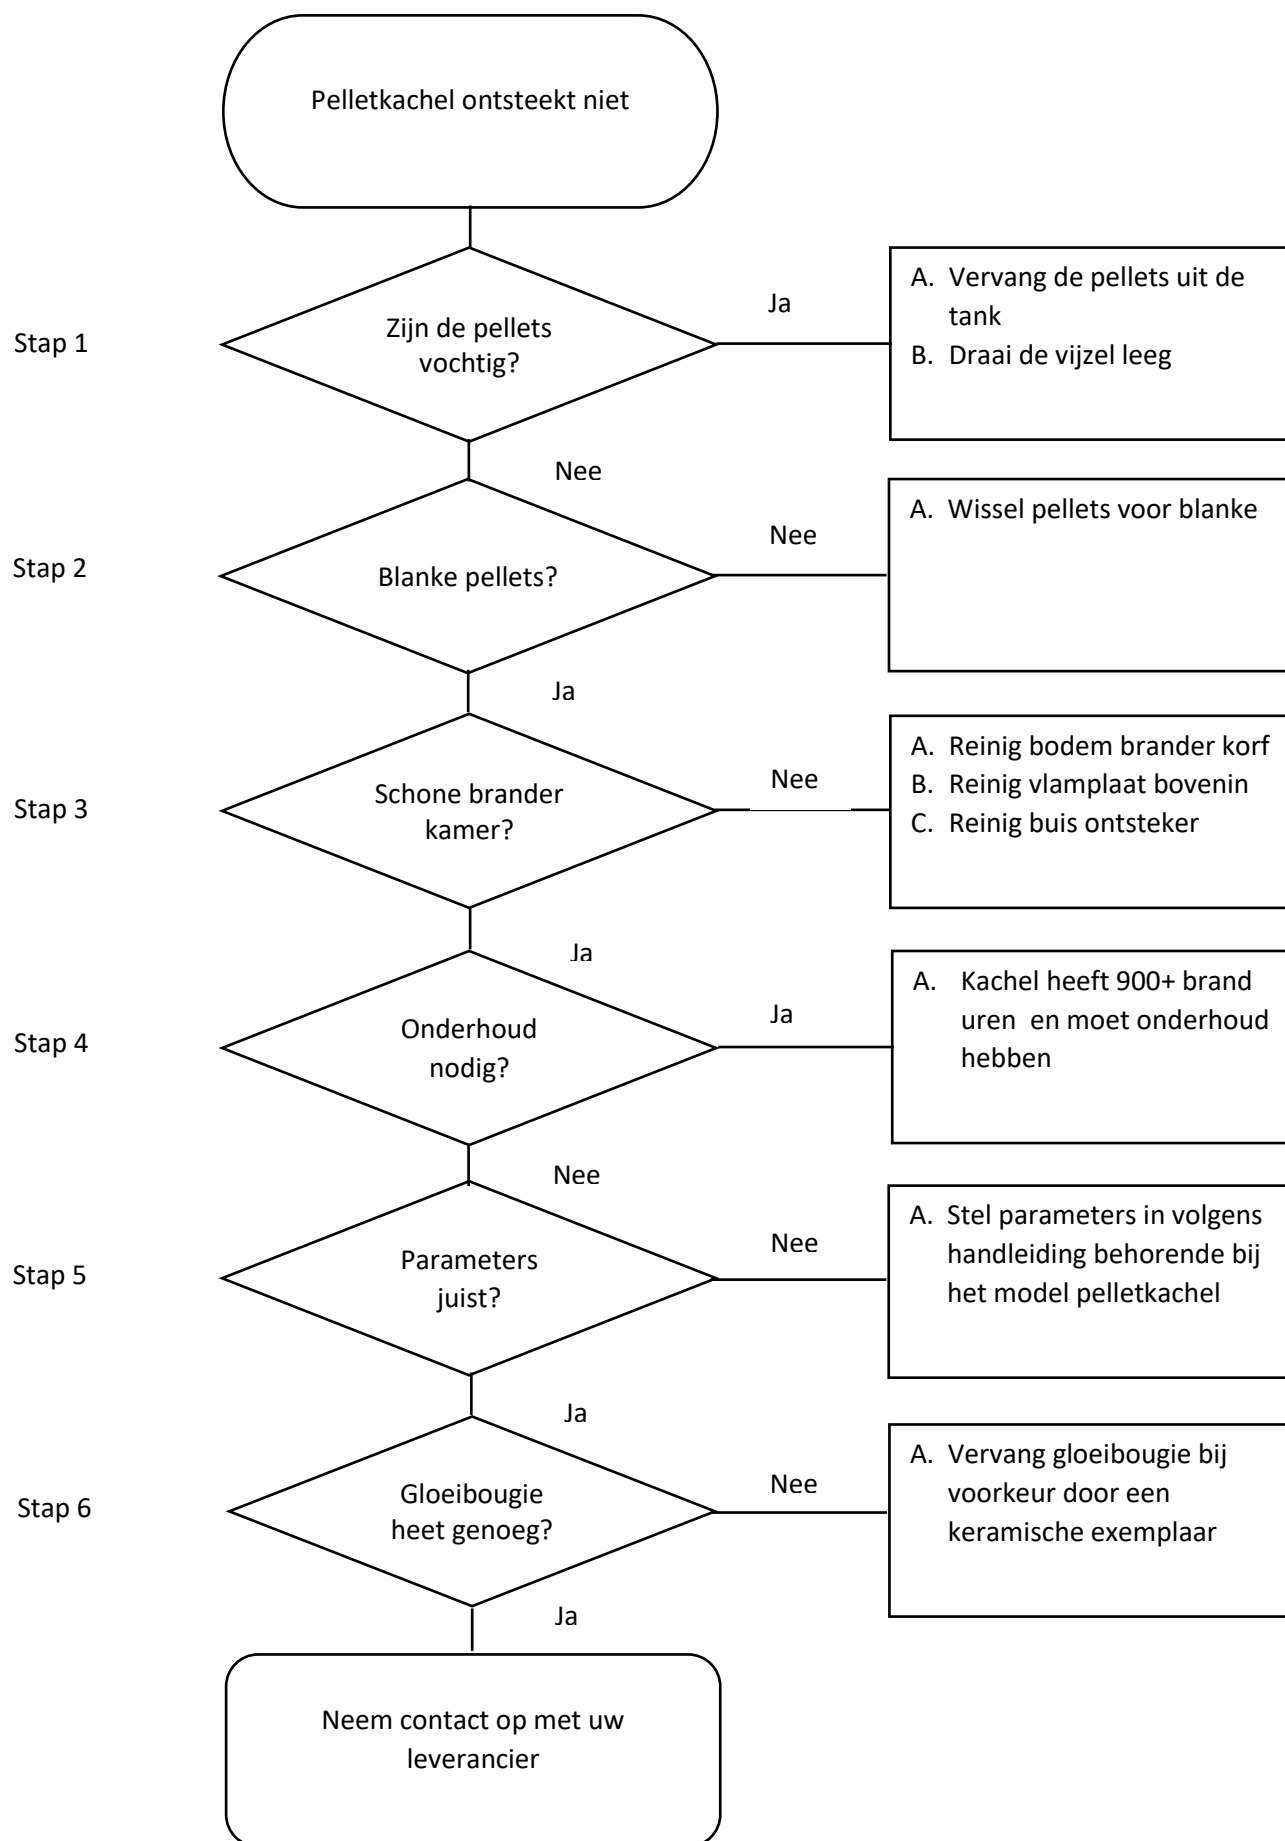 Pelletkachel ontsteekt niet
Stap 1
Zijn de pellets
vochtig?
Ja
A. Vervang de pellets uit de
tank
B. Draai de vijzel leeg
Nee
Stap 2
Blanke pellets?
Nee
A. Wissel pellets voor blanke
Ja
Stap 3
Schone brander
kamer?
Nee
A. Reinig bodem brander korf
B. Reinig vlamplaat bovenin
C. Reinig buis ontsteker
Ja
Stap 4
Onderhoud
nodig?
Ja
A. Kachel heeft 900+ brand
uren en moet onderhoud
hebben
Nee
Stap 5
Parameters
juist?
Nee
A. Stel parameters in volgens
handleiding behorende bij
het model pelletkachel
Ja
Stap 6
Gloeibougie
heet genoeg?
Nee
A. Vervang gloeibougie bij
voorkeur door een
keramische exemplaar
Ja
Neem contact op met uw
leverancier